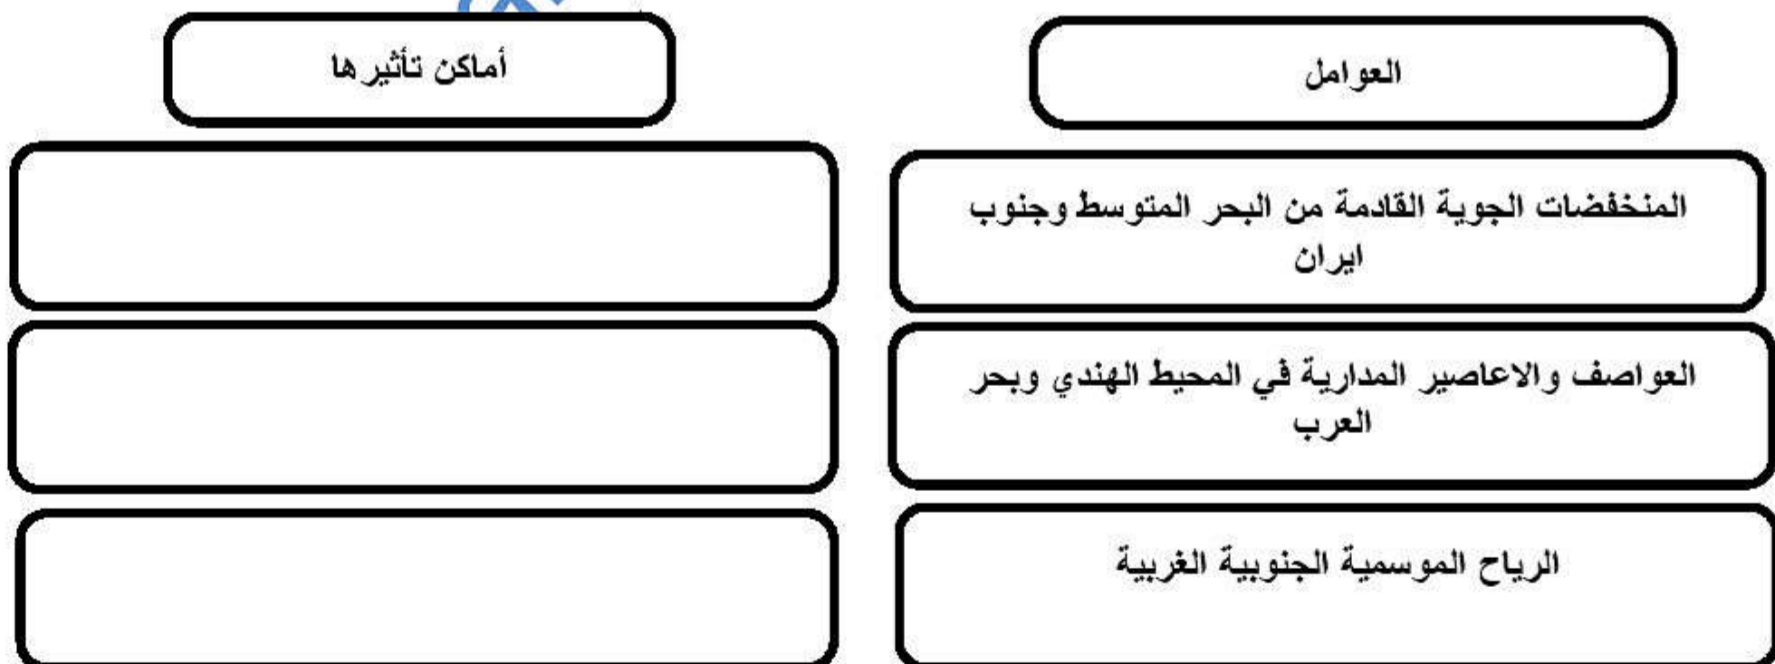 العوامل
أماكن تأثيرها
المنخفضات الجوية القادمة من البحر المتوسط وجنوب
ايران
العواصف والاعاصير المدارية في المحيط الهندي وبحر
العرب
الرياح الموسمية الجنوبية الغربية